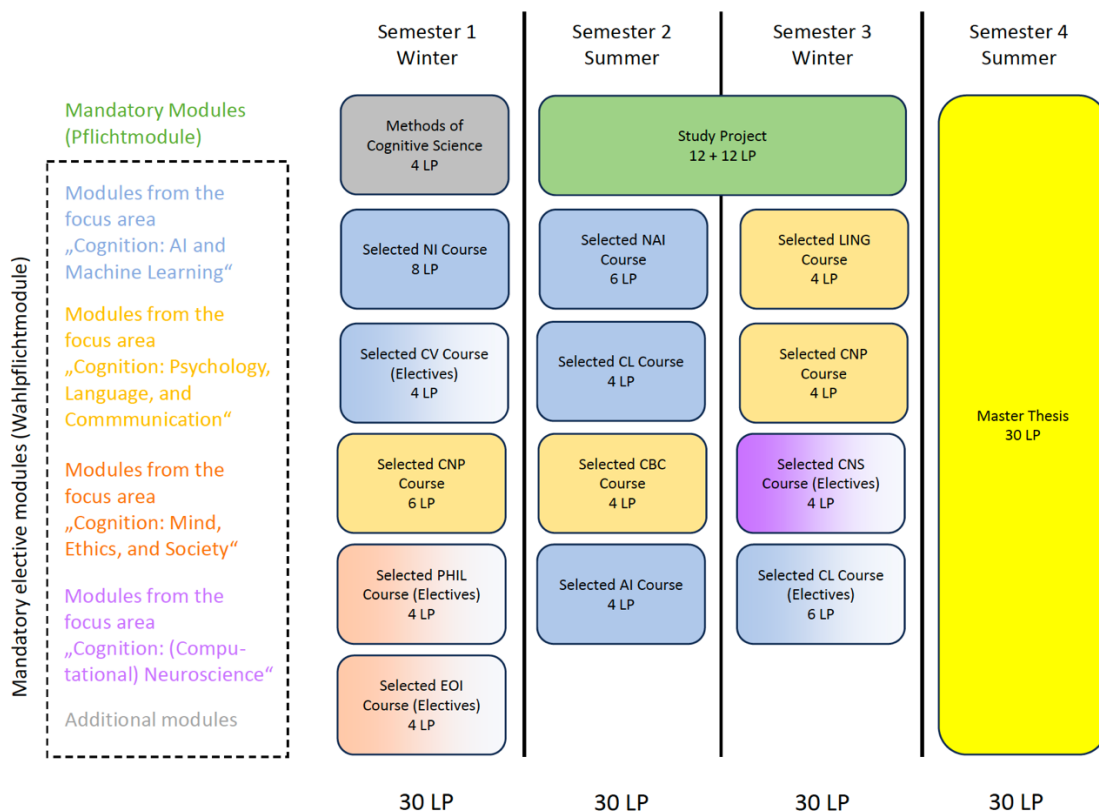 Semester 1
Winter
Semester 2
Summer
Semester 3
Winter
Semester 4
Summer
Mandatory Modules
(Pflichtmodule)
Methods of
Cognitive Science
4 LP
Study Project
12 + 12 LP
Mandatory elective modules (Wahlpflichtmodule)
Modules from the
focus area
„Cognition: AI and
Machine Learning“
Modules from the
focus area
„Cognition: Psychology,
Language, and
Commmunication“
Modules from the
focus area
„Cognition: Mind,
Ethics, and Society“
Modules from the
focus area
„Cognition: (Compu-
tational) Neuroscience“
Additional modules
Selected NI Course
8 LP
Selected NAI
Course
6 LP
Selected LING
Course
4 LP
Selected CV Course
(Electives)
4 LP
Selected CL Course
4 LP
Selected CNP
Course
4 LP
Selected CNP
Course
6 LP
Selected CBC
Course
4 LP
Selected CNS
Course (Electives)
4 LP
Selected PHIL
Course (Electives)
4 LP
Selected AI Course
4 LP
Selected CL Course
(Electives)
6 LP
Selected EOI
Course (Electives)
4 LP
Master Thesis
30 LP
30 LP
30 LP
30 LP
30 LP